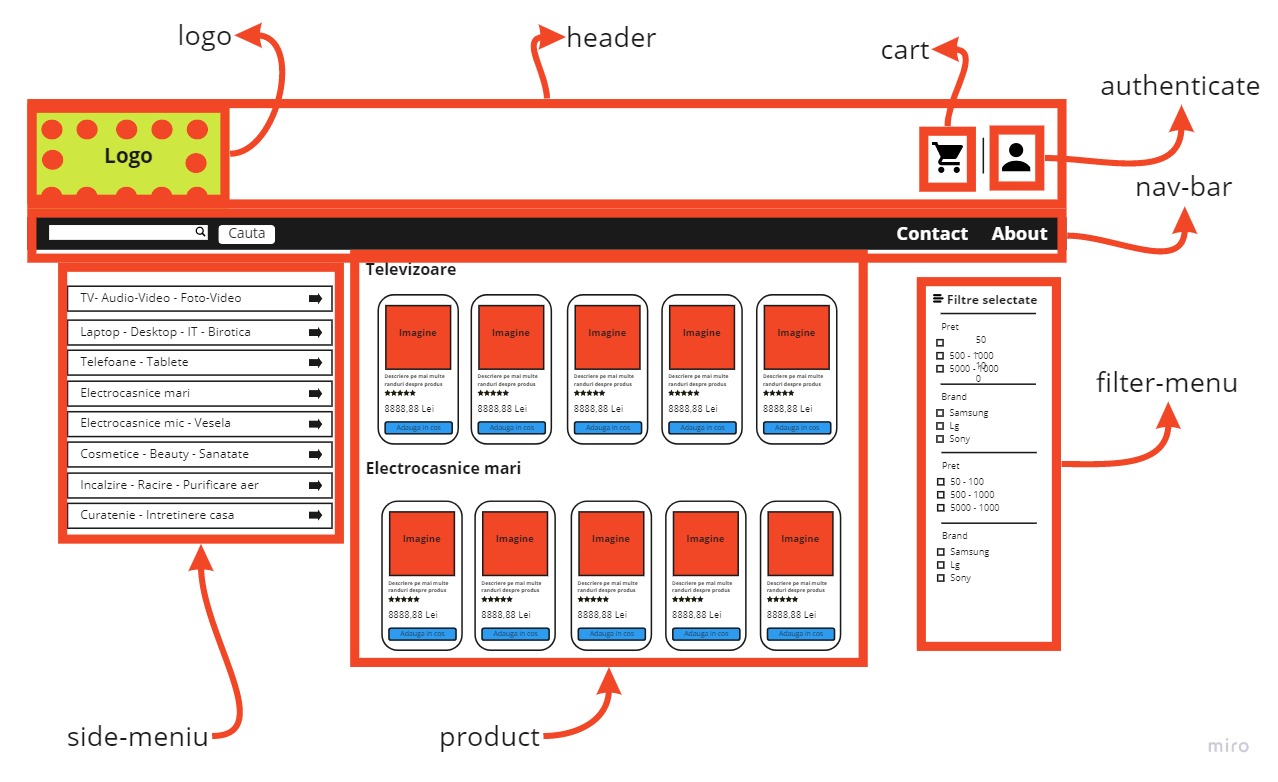 logo
header
cart
authenticate
Logo
nav-bar
Cauta
Contact About
TV- Audio-Video - Foto-Video
Laptop - Desktop - IT - Birotica
Telefoane - Tablete
Electrocasnice mari
Electrocasnice mic - Vesela
Cosmetice - Beauty - Sanatate
Incalzire - Racire - Purificare aer
Curatenie - Intretinere casa
Televizoare
Imagine Imagine Imagine Imagine Imagine
Descriere pe mai multe Descriere pe mai multe Descriere pe mai multe Descriere pe mai multe Descriere pe mai multe
randuri despre produs randuri despre produs randuri despre produs randuri despre produs randuri despre produs
8888,88 Lei 8888,88 Lei 8888,88 Lei 8888,88 Lei 8888,88 Lei
Adauga in cos Adauga in cos Adauga in cos Adauga in cos Adauga in cos
Electrocasnice mari
Imagine Imagine Imagine Imagine Imagine
Descriere pe mai multe Descriere pe mai multe Descriere pe mai multe Descriere pe mai multe Descriere pe mai multe
randuri despre produs randuri despre produs randuri despre produs randuri despre produs randuri despre produs
8888,88 Lei 8888,88 Lei 8888,88 Lei 8888,88 Lei 8888,88 Lei
Adauga in cos Adauga in cos Adauga in cos Adauga in cos Adauga in cos
Filtre selectate
Pret
50
500 - 1000
5000 - 1000
0
Brand
Samsung
Lg
Sony
Pret
50 - 100
500 - 1000
5000 - 1000
Brand
Samsung
Lg
Sony
filter-menu
side-meniu
product
miro